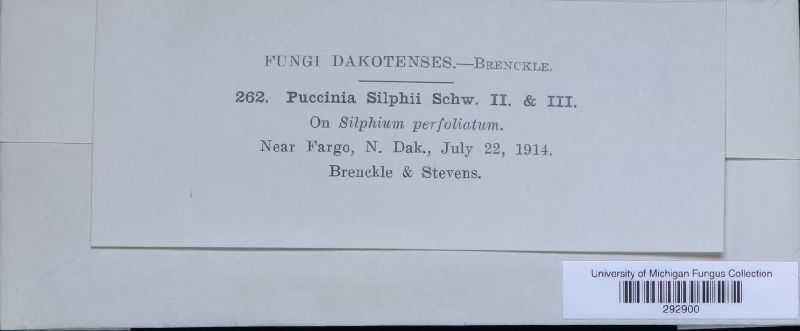 FUNGI DAKOTENSES.—BRENCKLE.
262. Puccinia Silphii Schw. II. & III.
On Silphium perfoliatum.
Near Fargo, N. Dak., July 22, 1914.
Brenckle & Stevens.
University of Michigan Fungus Collection
292900